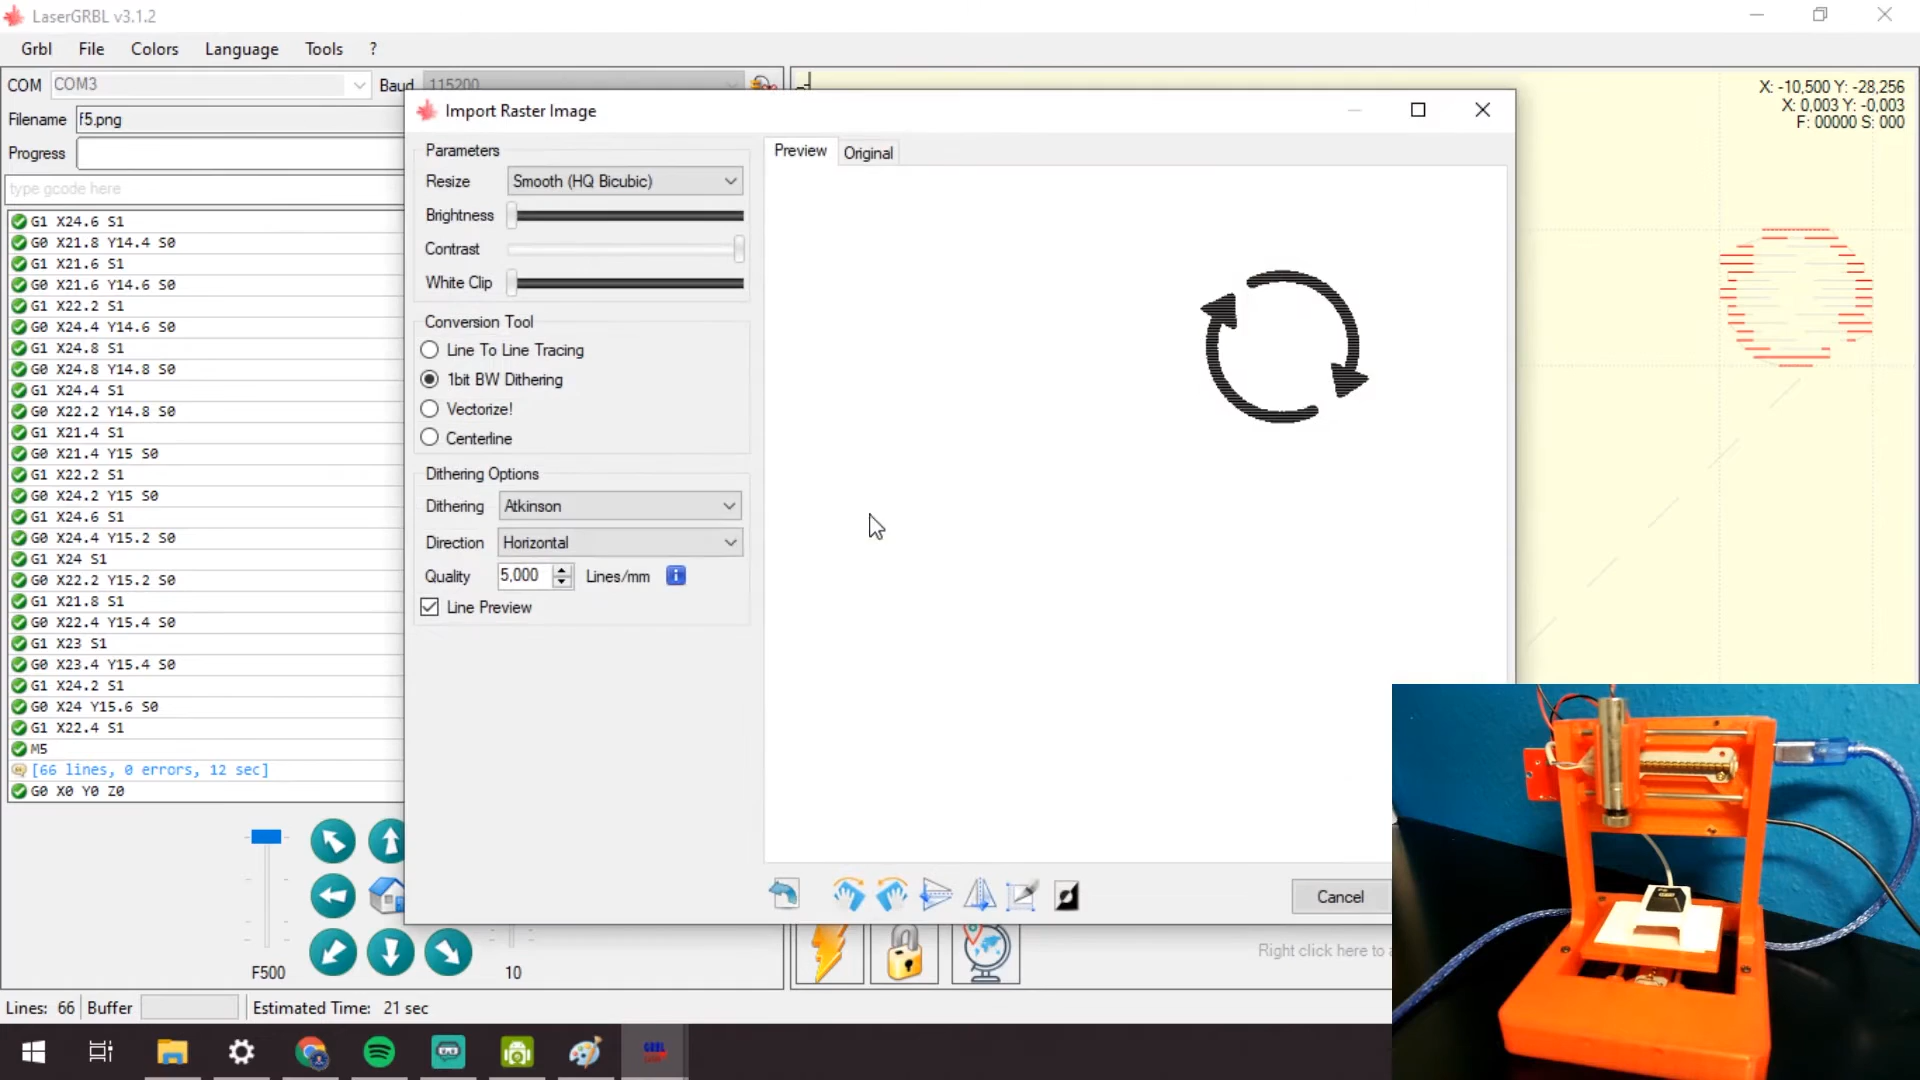 LaserGRBL v3.1.2
Grbl File Colors Language Tools ?
COM COM3 Baud 115200
Filename f5.png
Progress
type gcode here
G1 X24.6 S1
G0 X21.8 Y14.4 S0
G1 X21.6 S1
G0 X21.6 Y14.6 S0
G1 X22.2 S1
G0 X24.4 Y14.6 S0
G1 X24.8 S1
G0 X24.8 Y14.8 S0
G1 X24.4 S1
G0 X22.2 Y14.8 S0
G1 X21.4 S1
G0 X21.4 Y15 S0
G1 X22.2 S1
G0 X24.2 Y15 S0
G1 X24.6 S1
G0 X24.4 Y15.2 S0
G1 X24 S1
G0 X22.2 Y15.2 S0
G1 X21.8 S1
G0 X22.4 Y15.4 S0
G1 X23 S1
G0 X23.4 Y15.4 S0
G1 X24.2 S1
G0 X24 Y15.6 S0
G1 X22.4 S1
M5
[66 lines, 0 errors, 12 sec]
G0 X0 Y0 Z0
F500
10
Lines: 66 Buffer Estimated Time: 21 sec
Import Raster Image
Parameters
Resize Smooth (HQ Bicubic)
Brightness
Contrast
White Clip
Conversion Tool
Line To Line Tracing
1bit BW Dithering
Vectorize!
Centerline
Dithering Options
Dithering Atkinson
Direction Horizontal
Quality 5,000 Lines/mm
Line Preview
Preview Original
Cancel
X: -10,500 Y: -28,256
X: 0,003 Y: -0,003
F: 00000 S: 000
Right click here to
GRBL